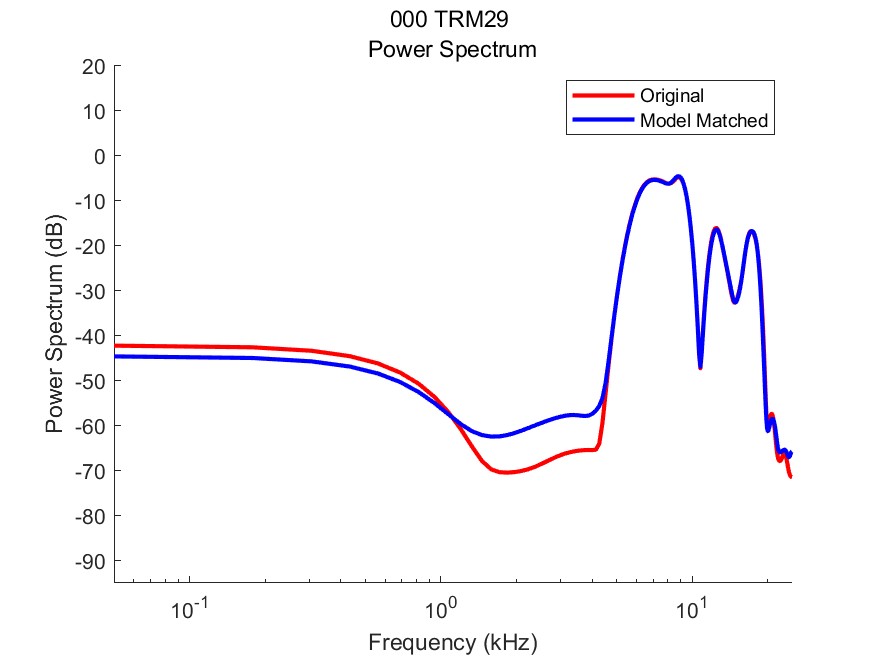 000 TRM29
Power Spectrum
Original
Model Matched
20
10
0
-10
-20
-30
-40
-50
-60
-70
-80
-90
Power Spectrum (dB)
10^-1
10^0
10^1
Frequency (kHz)